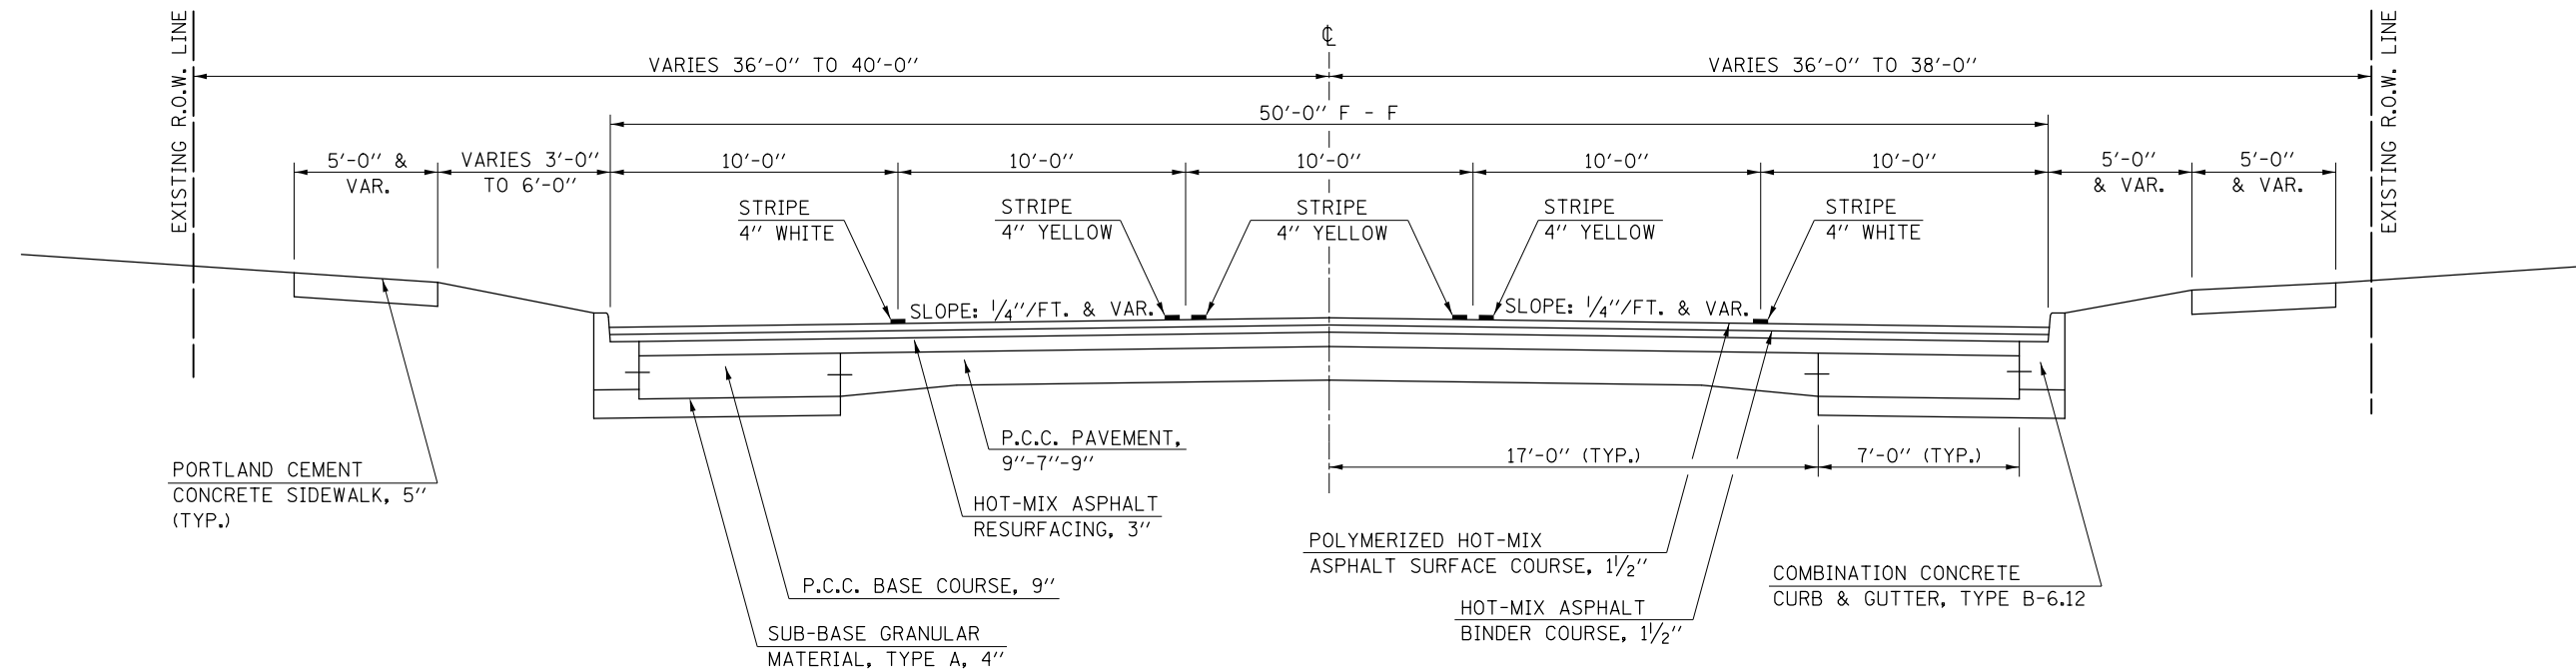 EXISTING R.O.W. LINE
℄
EXISTING R.O.W. LINE
VARIES 36'-0" TO 40'-0"
VARIES 36'-0" TO 38'-0"
50'-0" F - F
5'-0" &
VAR.
VARIES 3'-0"
TO 6'-0"
10'-0"
10'-0"
10'-0"
10'-0"
10'-0"
5'-0"
& VAR.
5'-0"
& VAR.
STRIPE
4" WHITE
STRIPE
4" YELLOW
STRIPE
4" YELLOW
STRIPE
4" YELLOW
STRIPE
4" WHITE
SLOPE: 1/4"/FT. & VAR.
SLOPE: 1/4"/FT. & VAR.
P.C.C. PAVEMENT,
9"-7"-9"
17'-0" (TYP.)
7'-0" (TYP.)
PORTLAND CEMENT
CONCRETE SIDEWALK, 5"
(TYP.)
HOT-MIX ASPHALT
RESURFACING, 3"
POLYMERIZED HOT-MIX
ASPHALT SURFACE COURSE, 1 1/2"
P.C.C. BASE COURSE, 9"
COMBINATION CONCRETE
CURB & GUTTER, TYPE B-6.12
HOT-MIX ASPHALT
BINDER COURSE, 1 1/2"
SUB-BASE GRANULAR
MATERIAL, TYPE A, 4"